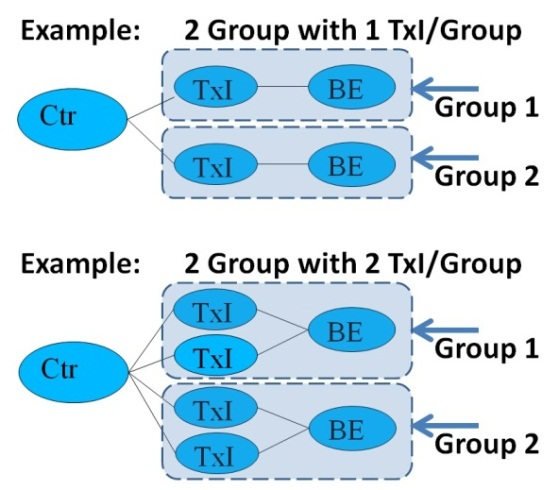 Example: 2 Group with 1 TxI/Group
TxI BE
Ctr
Group 1
TxI BE
Group 2
Example: 2 Group with 2 TxI/Group
TxI
BE
Group 1
TxI
Ctr
TxI
BE
Group 2
TxI